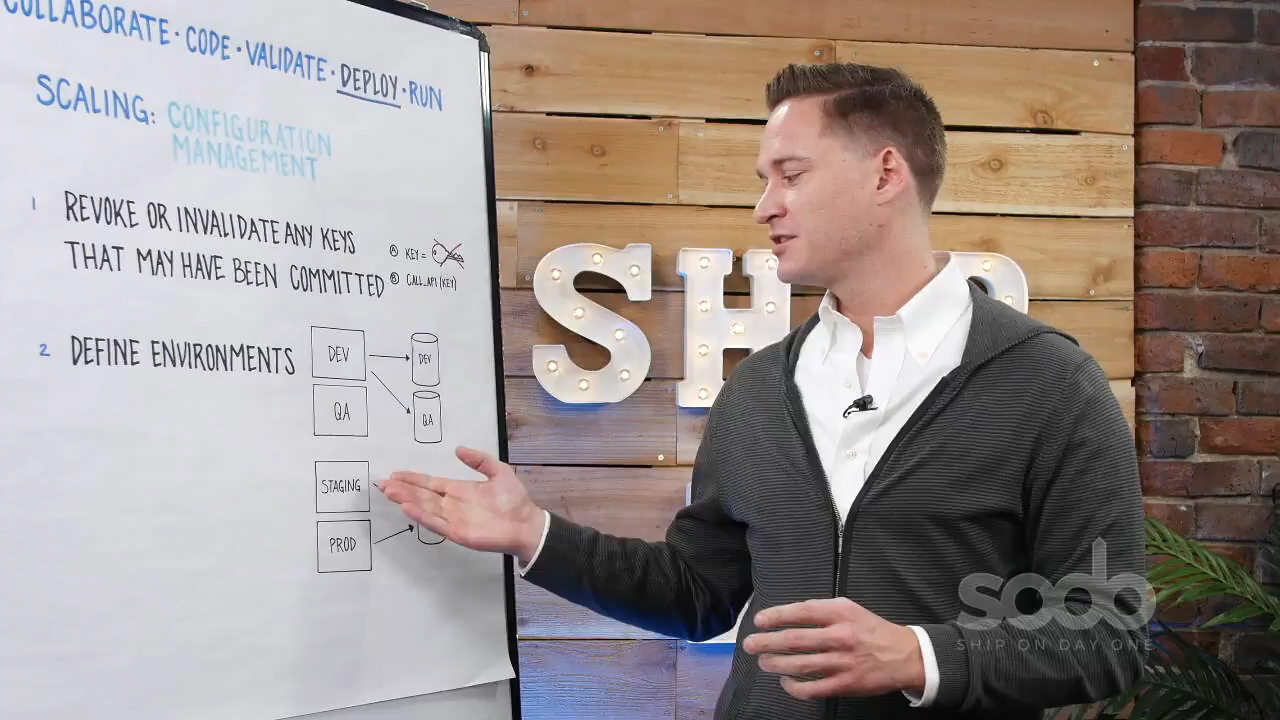 COLLABORATE · CODE · VALIDATE · DEPLOY · RUN
SCALING: CONFIGURATION
MANAGEMENT
1 REVOKE OR INVALIDATE ANY KEYS
THAT MAY HAVE BEEN COMMITTED
A KEY =
B CALL_API(KEY)
2 DEFINE ENVIRONMENTS
DEV
DEV
QA
QA
STAGING
PROD
SH
sodo
SHIP ON DAY ONE